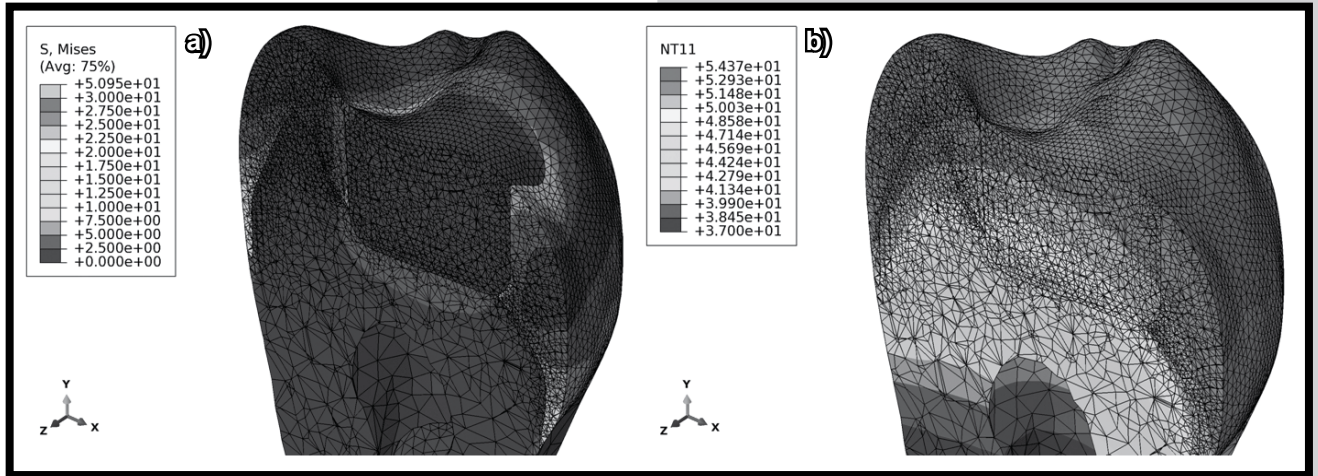 a)
S, Mises
(Avg: 75%)
+5.095e+01
+3.000e+01
+2.750e+01
+2.500e+01
+2.250e+01
+2.000e+01
+1.750e+01
+1.500e+01
+1.250e+01
+1.000e+01
+7.500e+00
+5.000e+00
+2.500e+00
+0.000e+00
Y
Z
X
b)
NT11
+5.437e+01
+5.293e+01
+5.148e+01
+5.003e+01
+4.858e+01
+4.714e+01
+4.569e+01
+4.424e+01
+4.279e+01
+4.134e+01
+3.990e+01
+3.845e+01
+3.700e+01
Y
Z
X